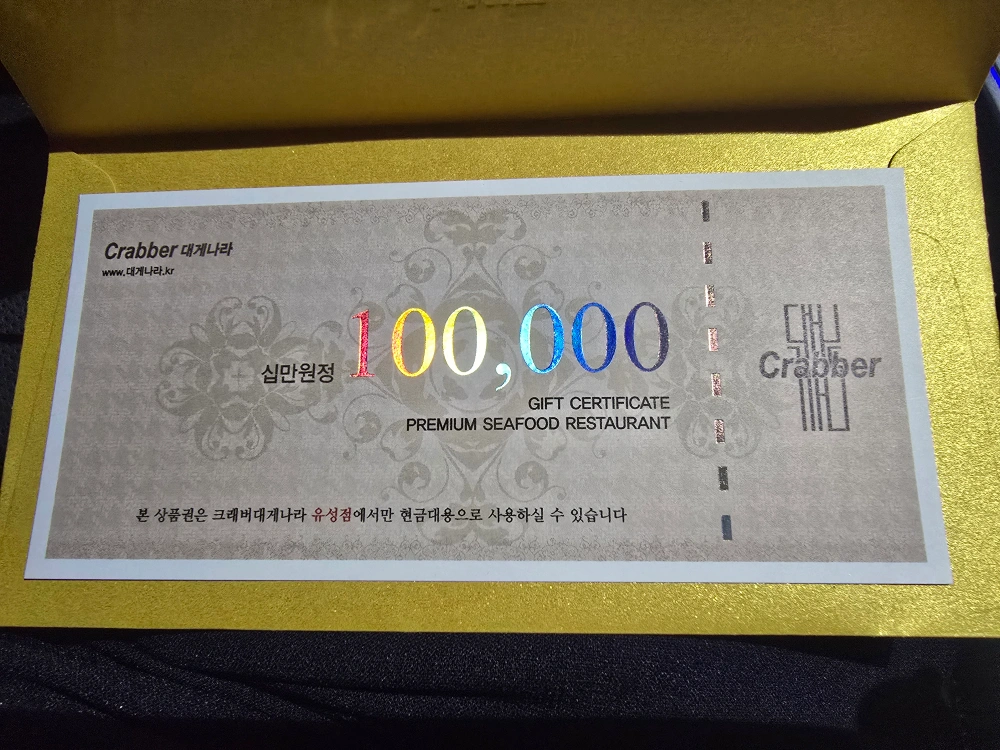 Crabber 대게나라
www.대게나라.kr
십만원정 100,000
GIFT CERTIFICATE
PREMIUM SEAFOOD RESTAURANT
Crabber
본 상품권은 크래버대게나라 유성점에서만 현금대용으로 사용하실 수 있습니다